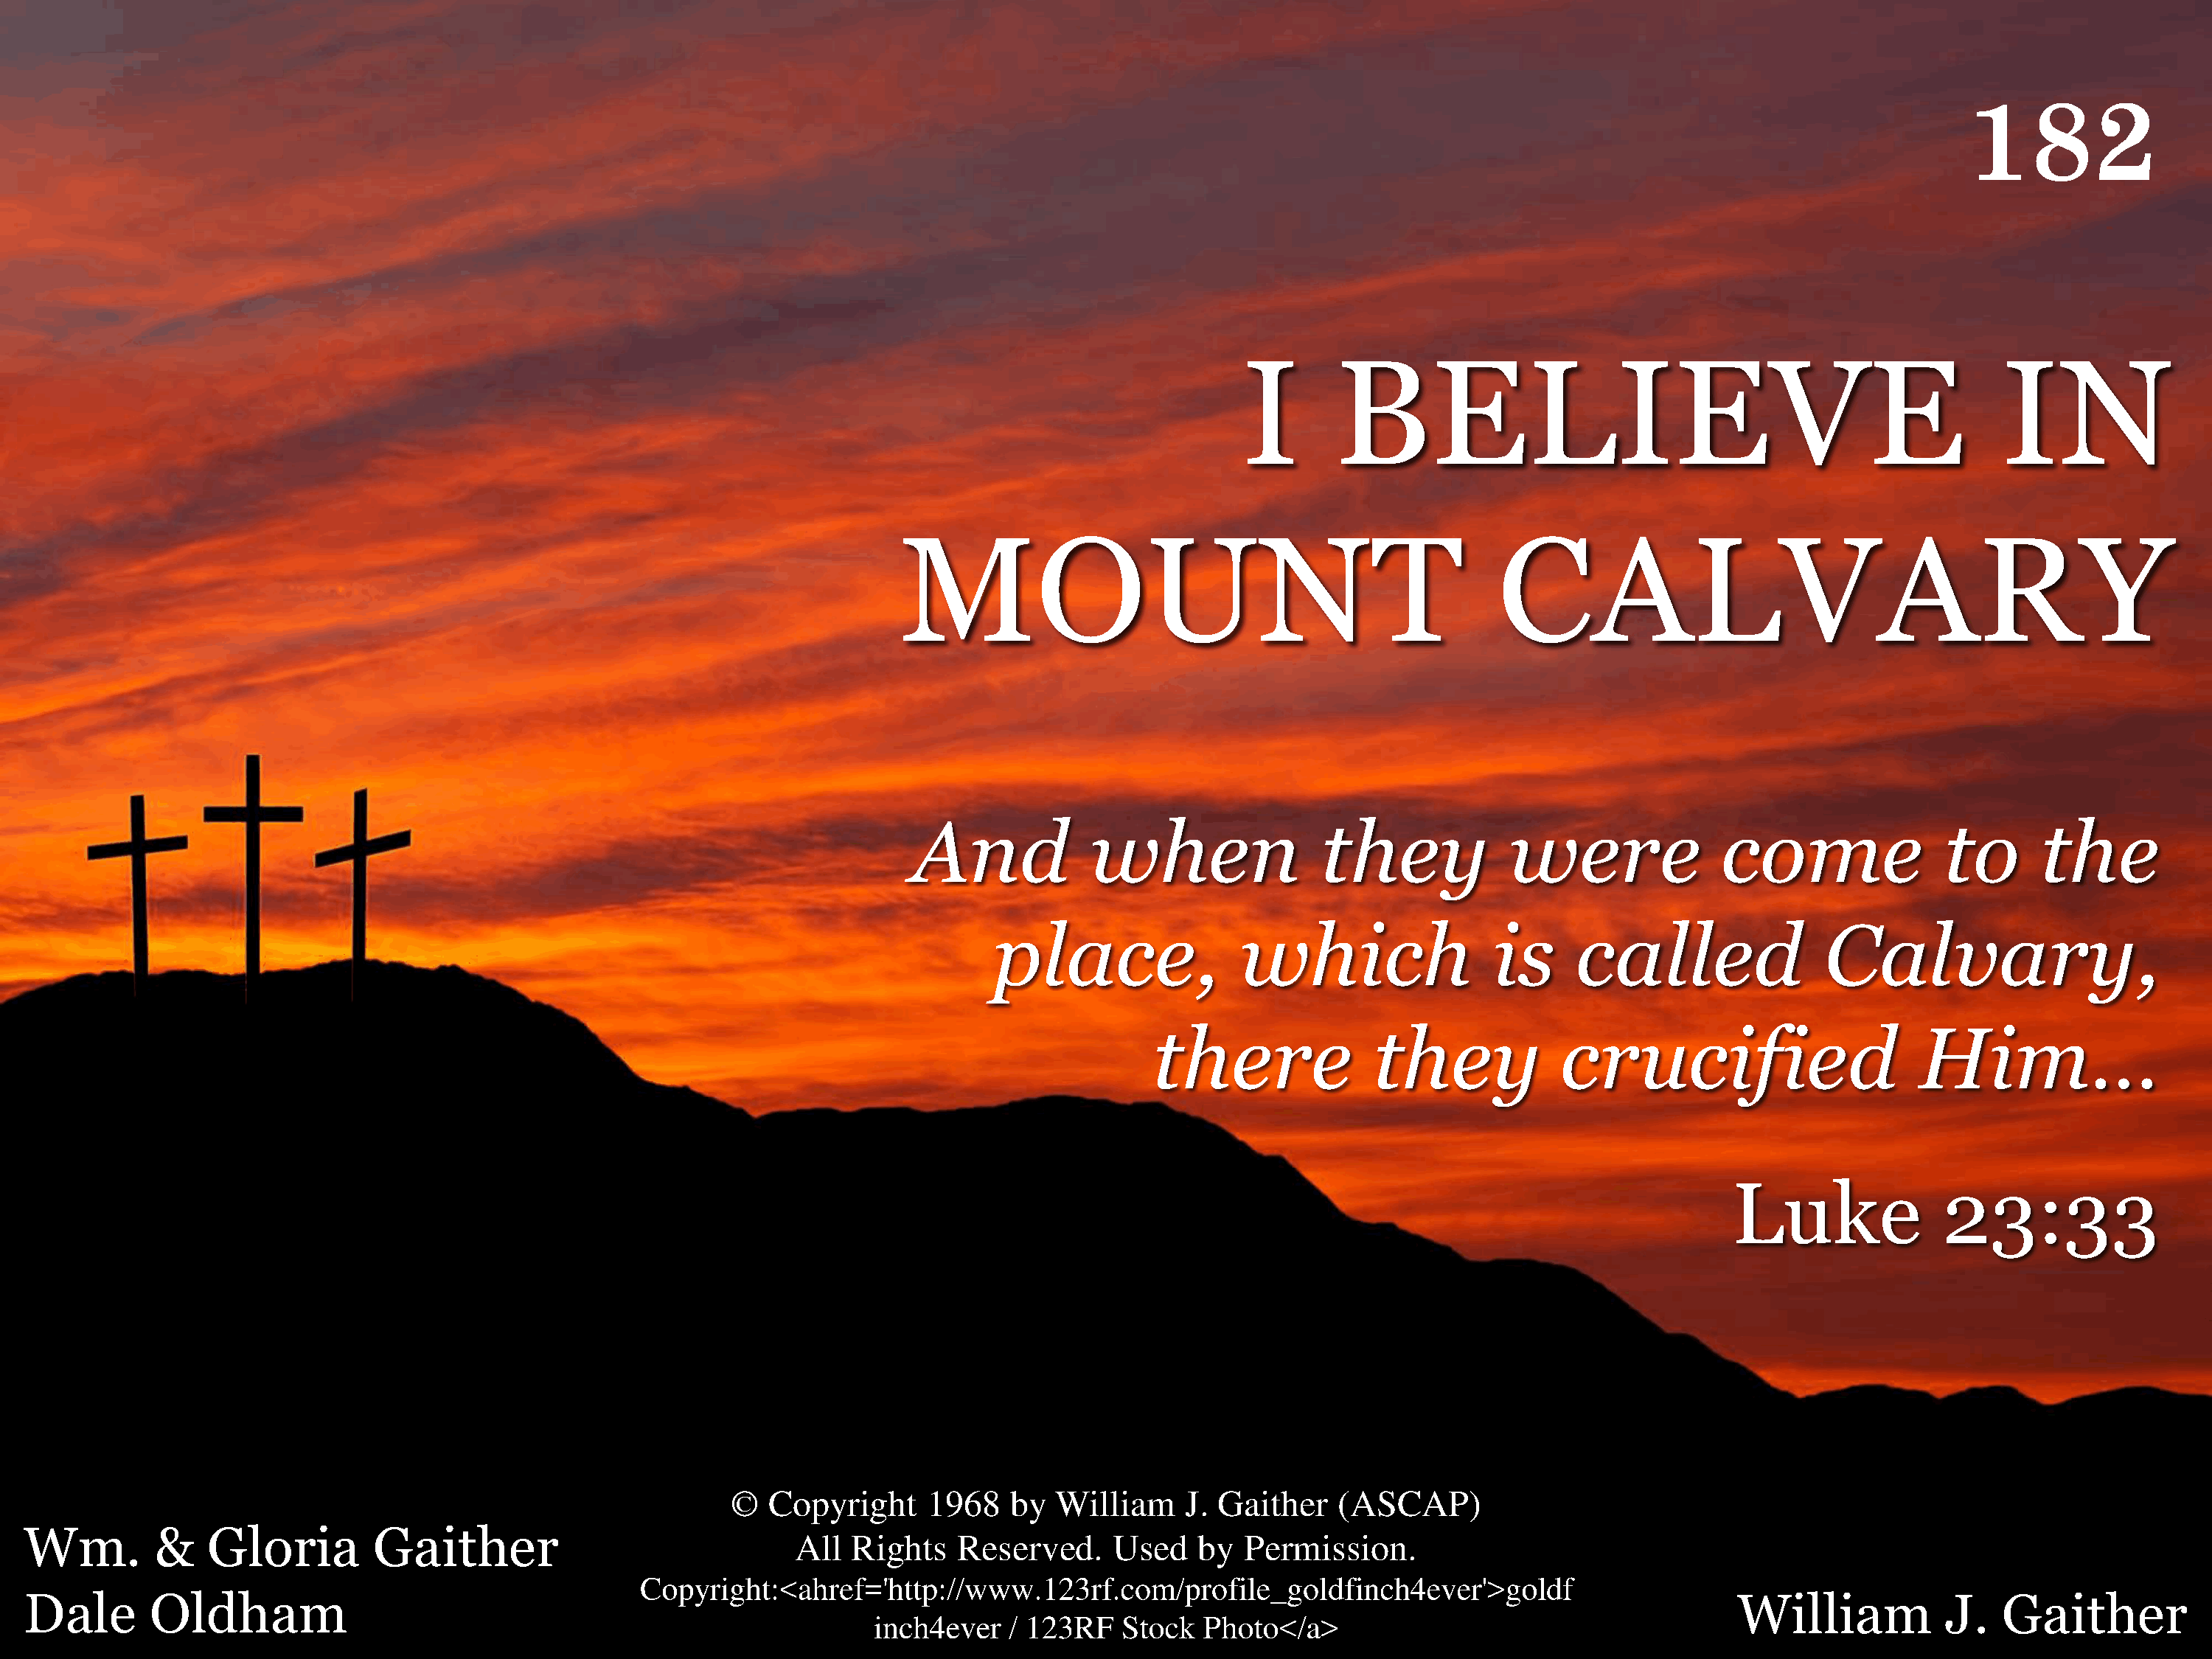 182
I BELIEVE IN
MOUNT CALVARY
And when they were come to the
place, which is called Calvary,
there they crucified Him...
Luke 23:33
Wm. & Gloria Gaither
Dale Oldham
© Copyright 1968 by William J. Gaither (ASCAP)
All Rights Reserved. Used by Permission.
Copyright:<ahref='http://www.123rf.com/profile_goldfinch4ever'>goldf
inch4ever / 123RF Stock Photo</a>
William J. Gaither